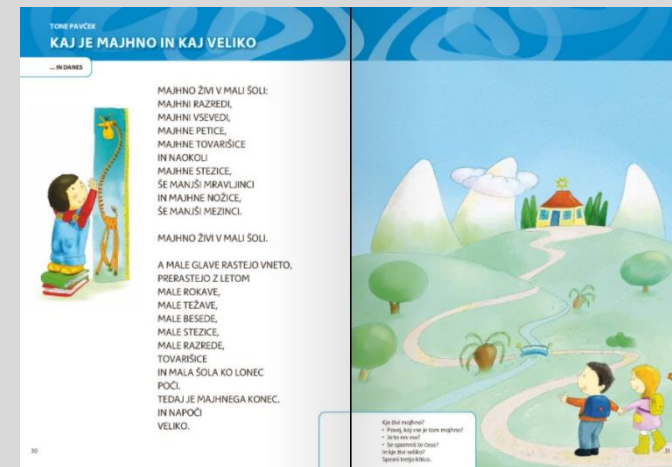 TONE PAVČEK
KAJ JE MAJHNO IN KAJ VELIKO
... IN DANES
MAJHNO ŽIVI V MALI ŠOLI:
MAJHNI RAZREDI,
MAJHNI VSEVEDI,
MAJHNE PETICE,
MAJHNE TOVARIŠICE
IN NAOKOLI
MAJHNE STEZICE,
ŠE MANJŠI MRAVLJINCI
IN MAJHNE NOŽICE,
ŠE MANJŠI MEZINCI.
MAJHNO ŽIVI V MALI ŠOLI.
A MALE GLAVE RASTEJO VNETO,
PRERASTEJO Z LETOM
MALE ROKAVE,
MALE TEŽAVE,
MALE BESEDE,
MALE STEZICE,
MALE RAZREDE,
TOVARIŠICE
IN MALA ŠOLA KO LONEC
POČI.
TEDAJ JE MAJHNEGA KONEC.
IN NAPOČI
VELIKO.
30
Kje živi majhno?
• Povej, kaj vse je tam majhno?
• Je to res vse?
• Se spomniš še česa?
In kje živi veliko?
Spesni tretjo kitico.